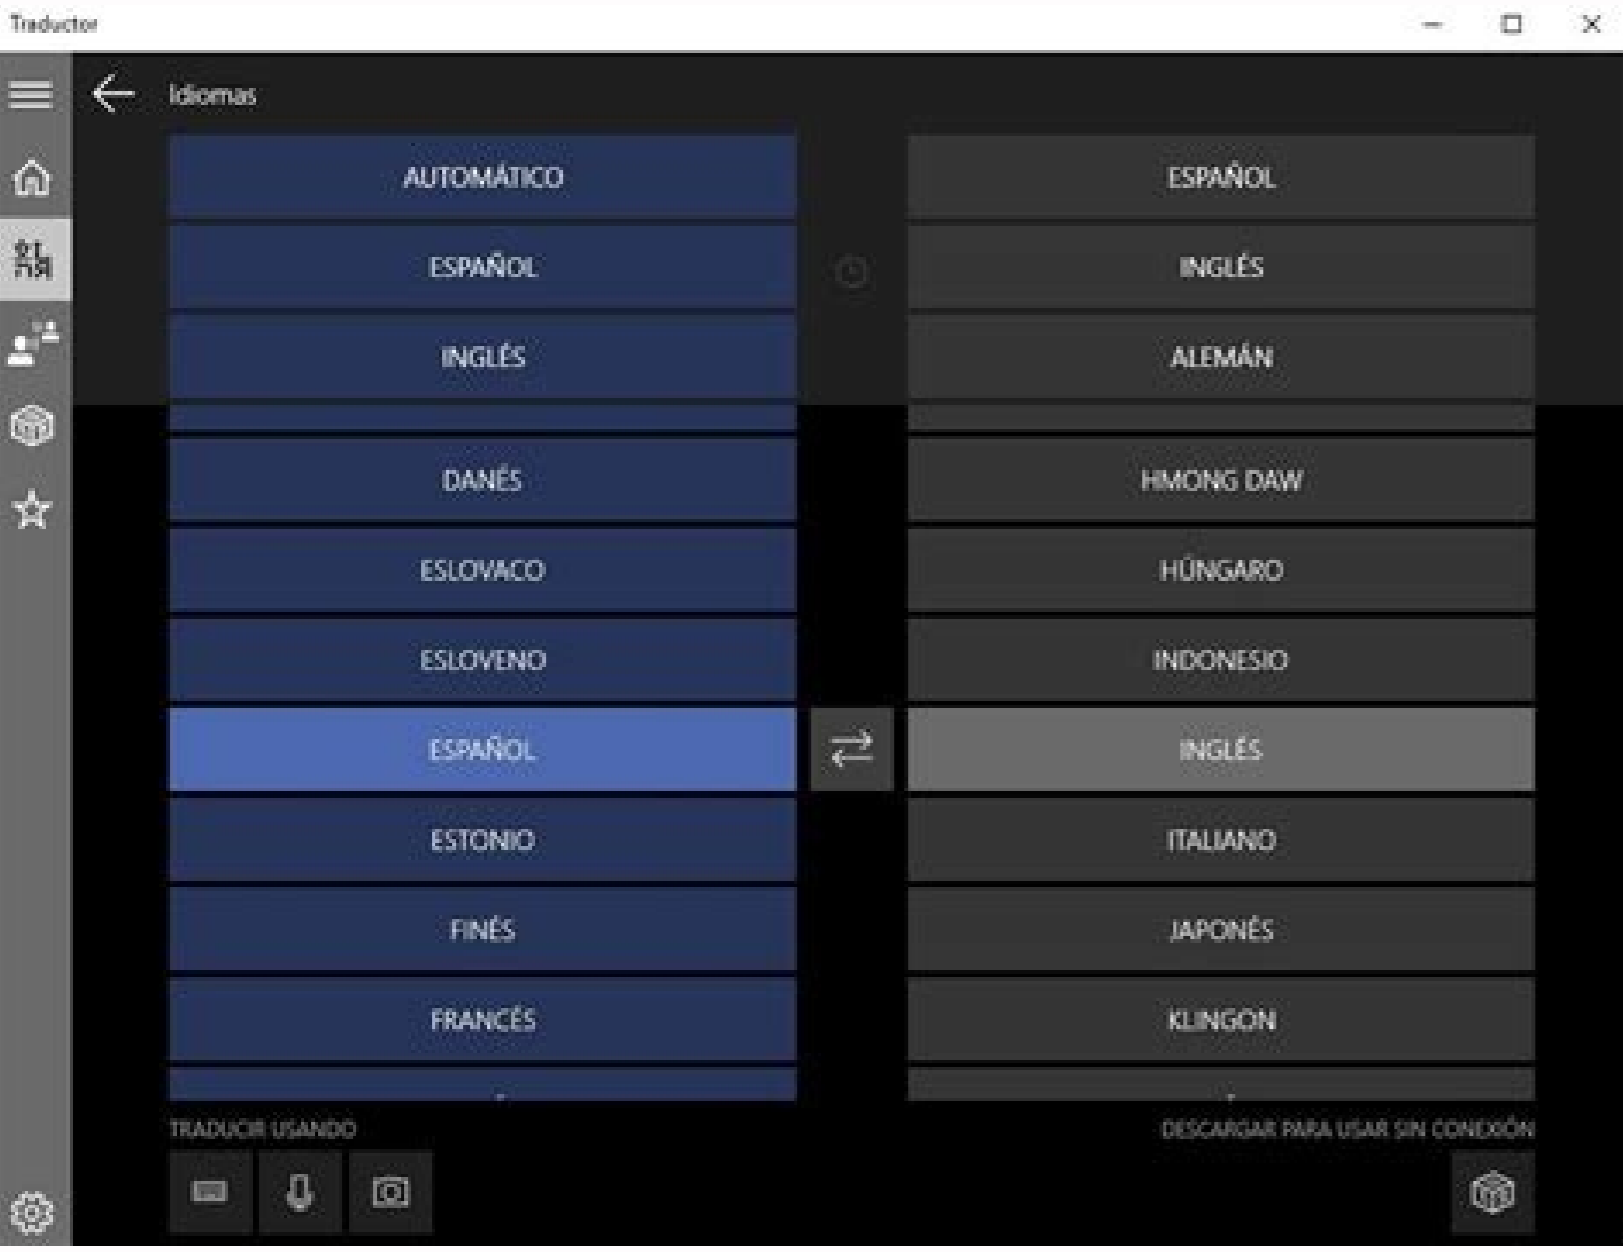 Traductor
Idiomas
AUTOMÁTICO
ESPAÑOL
INGLÉS
DANÉS
ESLOVACO
ESLOVENO
ESPAÑOL
ESTONIO
FINÉS
FRANCÉS
ESPAÑOL
INGLÉS
ALEMÁN
HMONG DAW
HÚNGARO
INDONESIO
INGLÉS
ITALIANO
JAPONÉS
KLINGON
TRADUCIR USANDO
DESCARGAR PARA USAR SIN CONEXIÓN